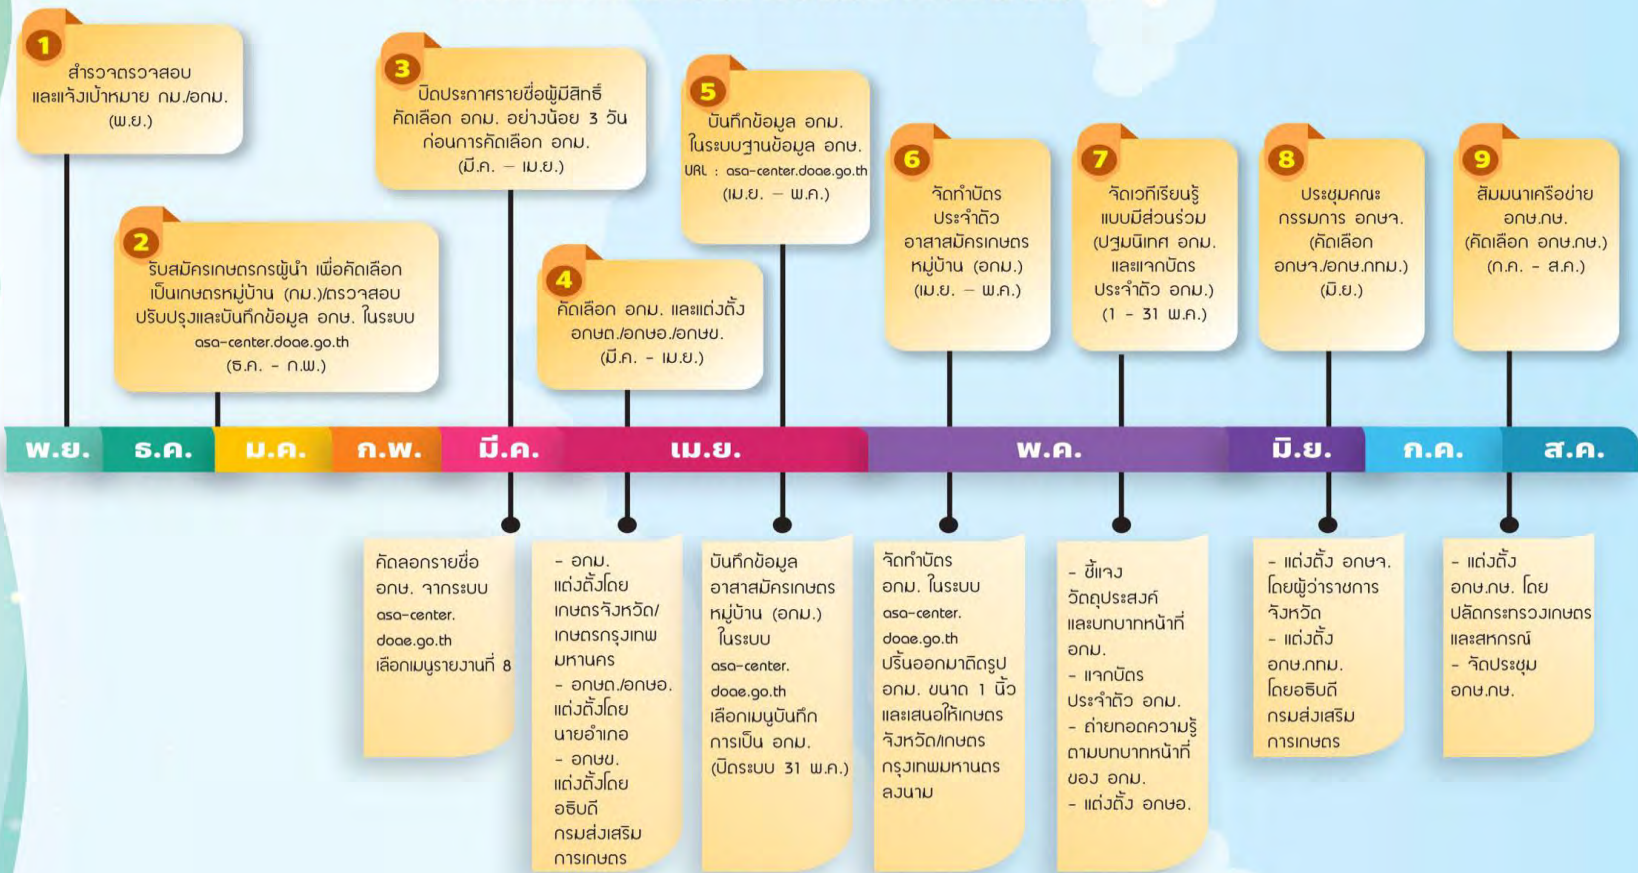 1
สำรวจตรวจสอบ
และแจ้งเป้าหมาย กม./อกม.
(พ.ย.)
2
รับสมัครเกษตรกรผู้นำ เพื่อคัดเลือก
เป็นเกษตรหมู่บ้าน (กม.)/ตรวจสอบ
ปรับปรุงและบันทึกข้อมูล อกษ. ในระบบ
asa-center.doae.go.th
(ธ.ค. - ก.พ.)
3
ปิดประกาศรายชื่อผู้มีสิทธิ์
คัดเลือก อกม. อย่างน้อย 3 วัน
ก่อนการคัดเลือก อกม.
(มี.ค. – เม.ย.)
4
คัดเลือก อกม. และแต่งตั้ง
อกษต./อกษอ./อกษข.
(มี.ค. - เม.ย.)
5
บันทึกข้อมูล อกม.
ในระบบฐานข้อมูล อกษ.
URL : asa-center.doae.go.th
(เม.ย. – พ.ค.)
6
จัดทำบัตร
ประจำตัว
อาสาสมัครเกษตร
หมู่บ้าน (อกม.)
(เม.ย. – พ.ค.)
7
จัดเวทีเรียนรู้
แบบมีส่วนร่วม
(ปฐมนิเทศ อกม.
และแจกบัตร
ประจำตัว อกม.)
(1 - 31 พ.ค.)
8
ประชุมคณะ
กรรมการ อกษจ.
(คัดเลือก
อกษจ./อกษ.กทม.)
(มิ.ย.)
9
สัมมนาเครือข่าย
อกษ.กษ.
(คัดเลือก อกษ.กษ.)
(ก.ค. - ส.ค.)
พ.ย. ธ.ค. ม.ค. ก.พ. มี.ค. เม.ย. พ.ค. มิ.ย. ก.ค. ส.ค.
คัดลอกรายชื่อ
อกษ. จากระบบ
asa-center.
doae.go.th
เลือกเมนูรายงานที่ 8
- อกม.
แต่งตั้งโดย
เกษตรจังหวัด/
เกษตรกรุงเทพ
มหานคร
- อกษต./อกษอ.
แต่งตั้งโดย
นายอำเภอ
- อกษข.
แต่งตั้งโดย
อธิบดี
กรมส่งเสริม
การเกษตร
บันทึกข้อมูล
อาสาสมัครเกษตร
หมู่บ้าน (อกม.)
ในระบบ
asa-center.
doae.go.th
เลือกเมนูบันทึก
การเป็น อกม.
(ปิดระบบ 31 พ.ค.)
จัดทำบัตร
อกม. ในระบบ
asa-center.
doae.go.th
ปริ้นออกมาติดรูป
อกม. ขนาด 1 นิ้ว
และเสนอให้เกษตร
จังหวัด/เกษตร
กรุงเทพมหานตร
ลงนาม
- ชี้แจง
วัตถุประสงค์
และบทบาทหน้าที่
อกม.
- แจกบัตร
ประจำตัว อกม.
- ถ่ายทอดความรู้
ตามบทบาทหน้าที่
ของ อกม.
- แต่งตั้ง อกษอ.
- แต่งตั้ง อกษจ.
โดยผู้ว่าราชการ
จังหวัด
- แต่งตั้ง
อกษ.กทม.
โดยอธิบดี
กรมส่งเสริม
การเกษตร
- แต่งตั้ง
อกษ.กษ. โดย
ปลัดกระทรวงเกษตร
และสหกรณ์
- จัดประชุม
อกษ.กษ.